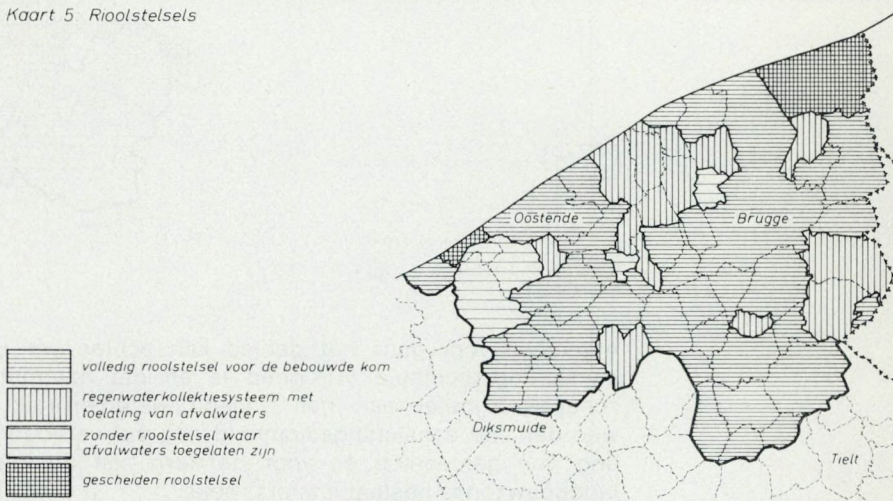 Kaart 5: Rioolstelsels
Oostende
Brugge
volledig rioolstelsel voor de bebouwde kom
regenwaterkollektiesysteem met
toelating van afvalwaters
zonder rioolstelsel waar
afvalwaters toegelaten zijn
gescheiden rioolstelsel
Diksmuide
Tielt